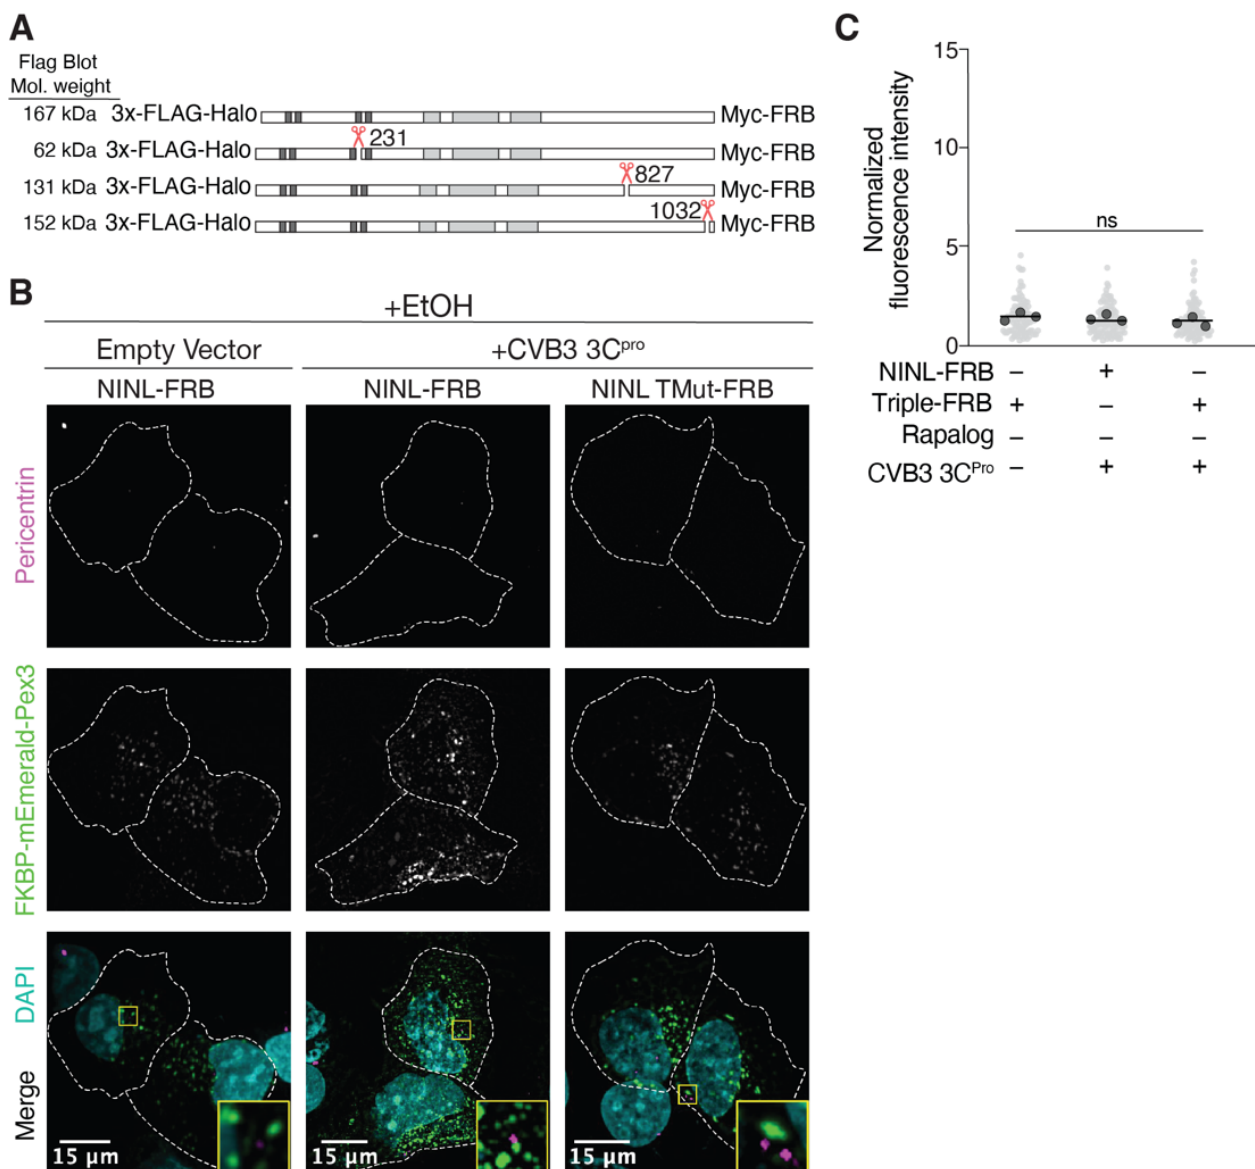 A
Flag Blot
Mol. weight
167 kDa 3x-FLAG-Halo Myc-FRB
231
62 kDa 3x-FLAG-Halo Myc-FRB
827
131 kDa 3x-FLAG-Halo Myc-FRB
1032
152 kDa 3x-FLAG-Halo Myc-FRB
B
+EtOH
Empty Vector +CVB3 3Cpro
NINL-FRB NINL-FRB NINL TMut-FRB
Pericentrin
FKBP-mEmerald-Pex3
DAPI
Merge
15 μm 15 μm 15 μm
C
Normalized
fluorescence intensity
15
10
5
0
ns
NINL-FRB – + –
Triple-FRB + – +
Rapalog – – –
CVB3 3CPro – + +